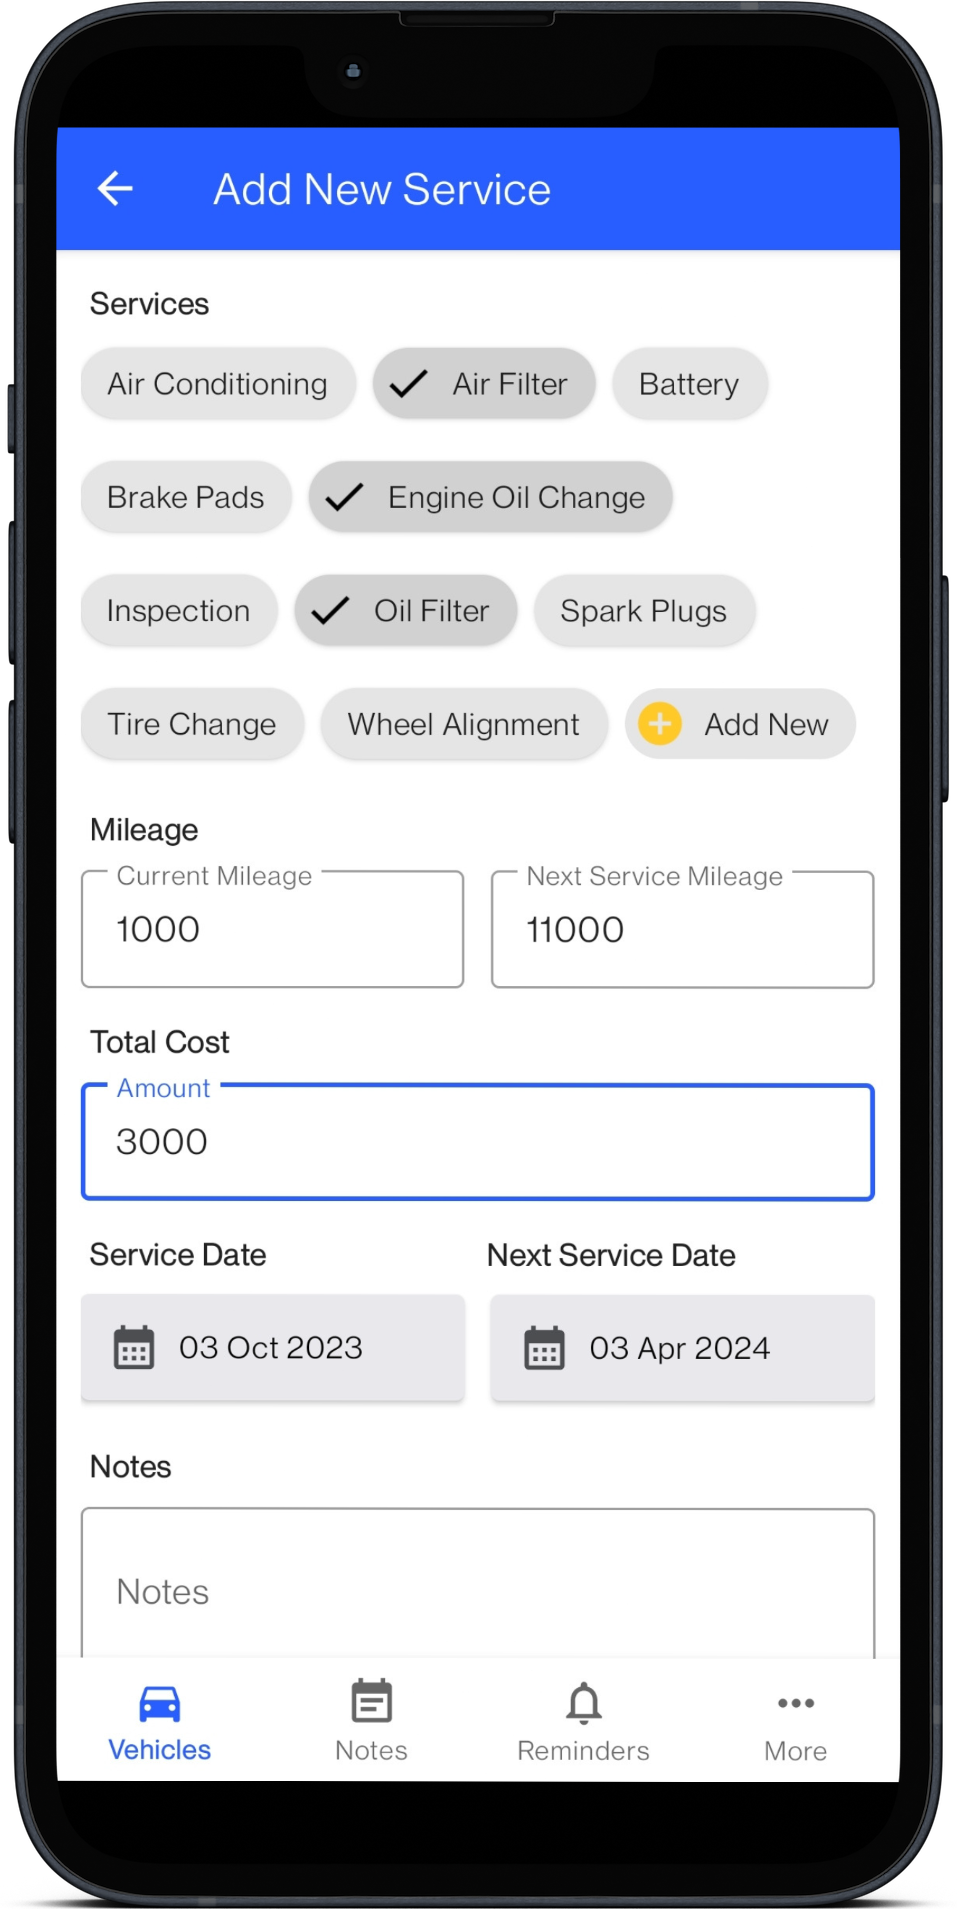 Add New Service
Services
Air Conditioning
Air Filter
Battery
Brake Pads
Engine Oil Change
Inspection
Oil Filter
Spark Plugs
Tire Change
Wheel Alignment
Add New
Mileage
Current Mileage
1000
Next Service Mileage
11000
Total Cost
Amount
3000
Service Date
Next Service Date
03 Oct 2023
03 Apr 2024
Notes
Notes
Vehicles
Notes
Reminders
More